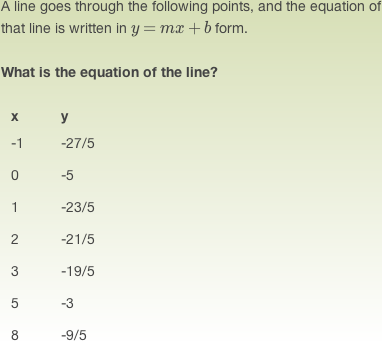 A line goes through the following points, and the equation of
that line is written in y = mx + b form.
What is the equation of the line?
x y
-1 -27/5
0 -5
1 -23/5
2 -21/5
3 -19/5
5 -3
8 -9/5